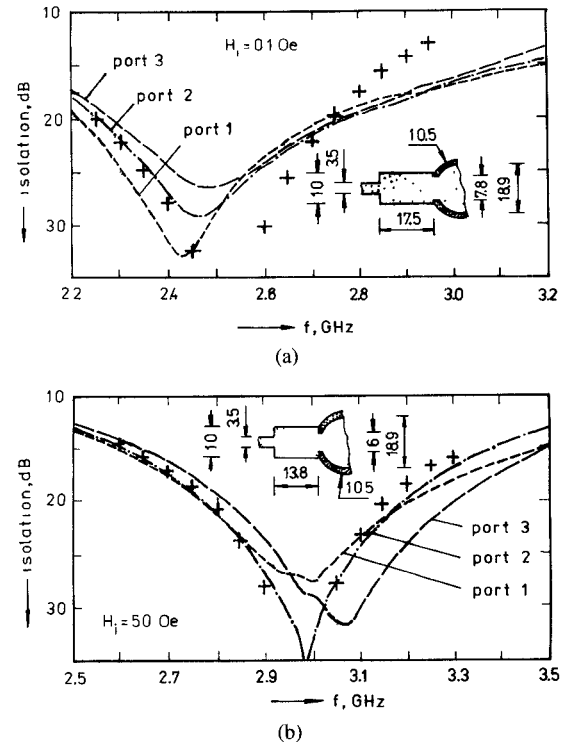 10
20
30
Isolation, dB
H_i = 01 Oe
port 3
port 2
port 1
10.5
3.5
10
17.5
17.8
18.9
2.2
2.4
2.6
2.8
3.0
3.2
f, GHz
(a)
10
20
30
Isolation, dB
3.5
10
13.8
6
18.9
10.5
port 3
port 2
port 1
H_i = 50 Oe
2.5
2.7
2.9
3.1
3.3
3.5
f, GHz
(b)